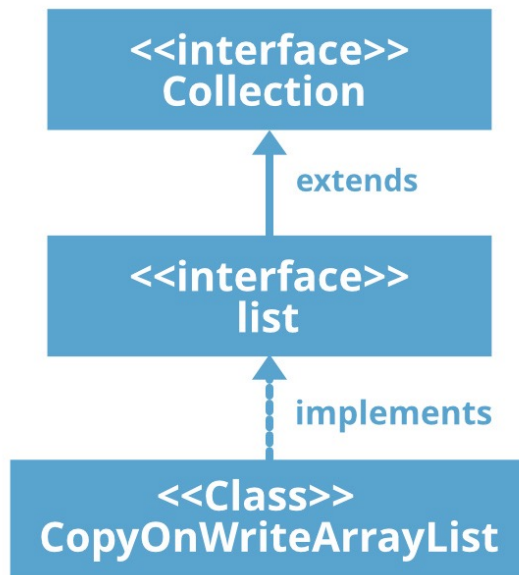 <<interface>>
Collection
extends
<<interface>>
list
implements
<<Class>>
CopyOnWriteArrayList